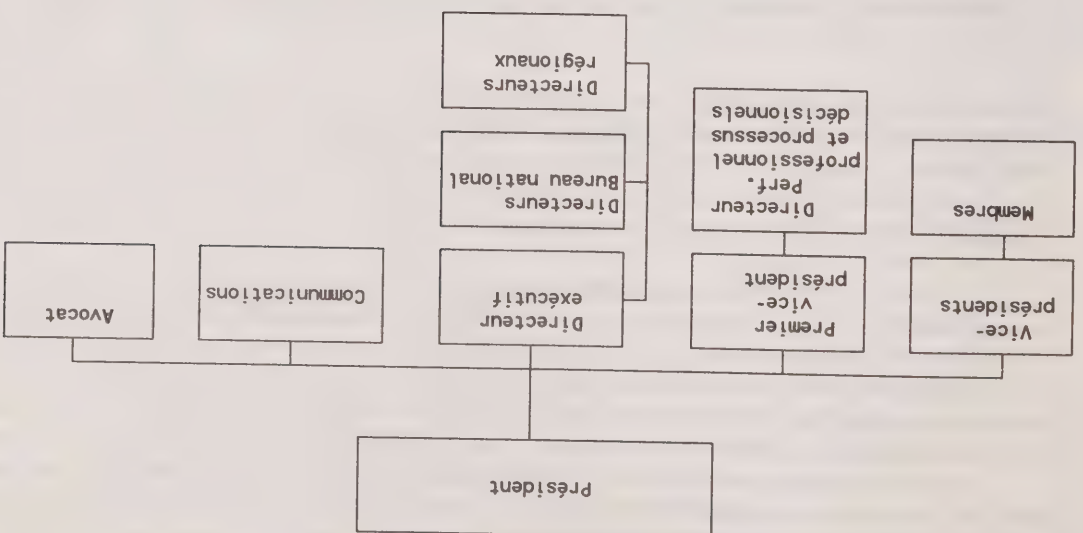 Président
Vice-
présidents
Premier
vice-
président
Directeur
exécutif
Communications
Avocat
Membres
Directeur
Perf.
professionnel
et processus
décisionnels
Directeurs
Bureau national
Directeurs
régionaux